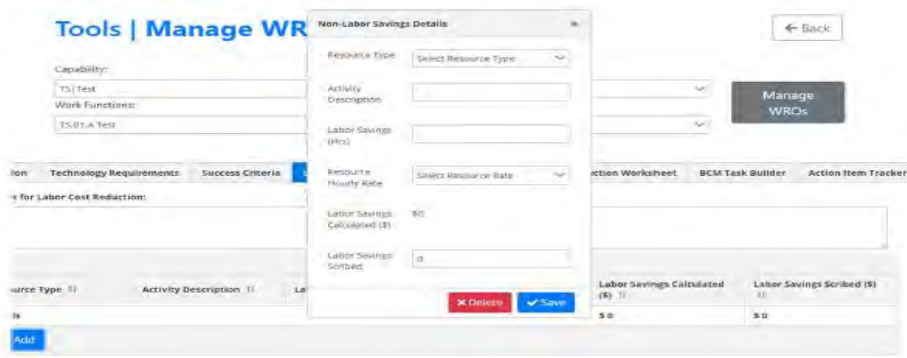 Tools | Manage WR
Non-Labor Savings Details
Back
Capability:
TS|Test
Work Functions:
TS.01.A Test
Manage
WROs
Resource Type
Select Resource Type
Activity
Description
Labor Savings
(Hrs)
Resource
Hourly Rate
Select Resource Rate
Labor Savings
Calculated ($)
$0
Labor Savings
Scribed
0
Delete
Save
ion Technology Requirements Success Criteria ction Worksheet BCM Task Builder Action Item Tracker
s for Labor Cost Reduction:
urce Type Activity Description La Labor Savings Calculated
($) Labor Savings Scribed ($)
ls $ 0 $ 0
Add